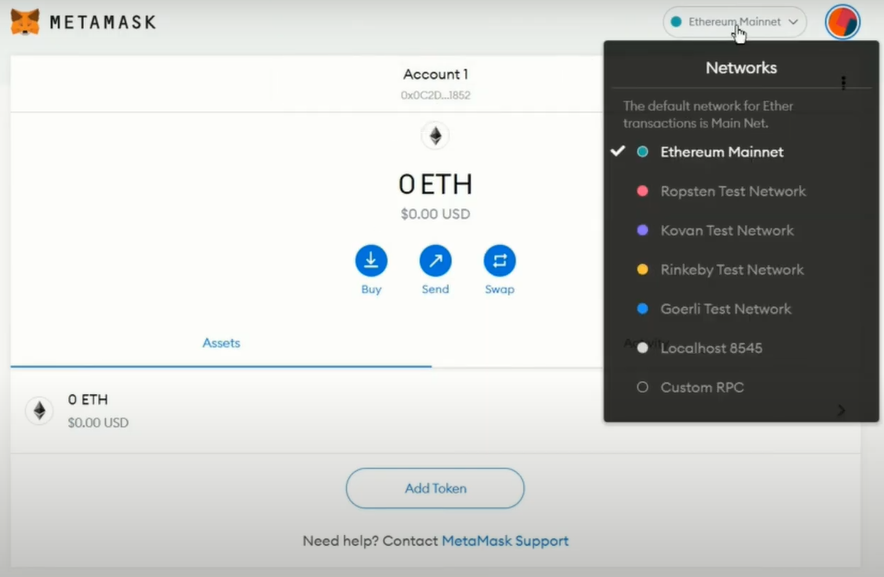 METAMASK
Ethereum Mainnet
Account 1
0x0C2D...1852
0 ETH
$0.00 USD
Buy
Send
Swap
Assets
0 ETH
$0.00 USD
Add Token
Need help? Contact MetaMask Support
Networks
The default network for Ether
transactions is Main Net.
Ethereum Mainnet
Ropsten Test Network
Kovan Test Network
Rinkeby Test Network
Goerli Test Network
Localhost 8545
Custom RPC